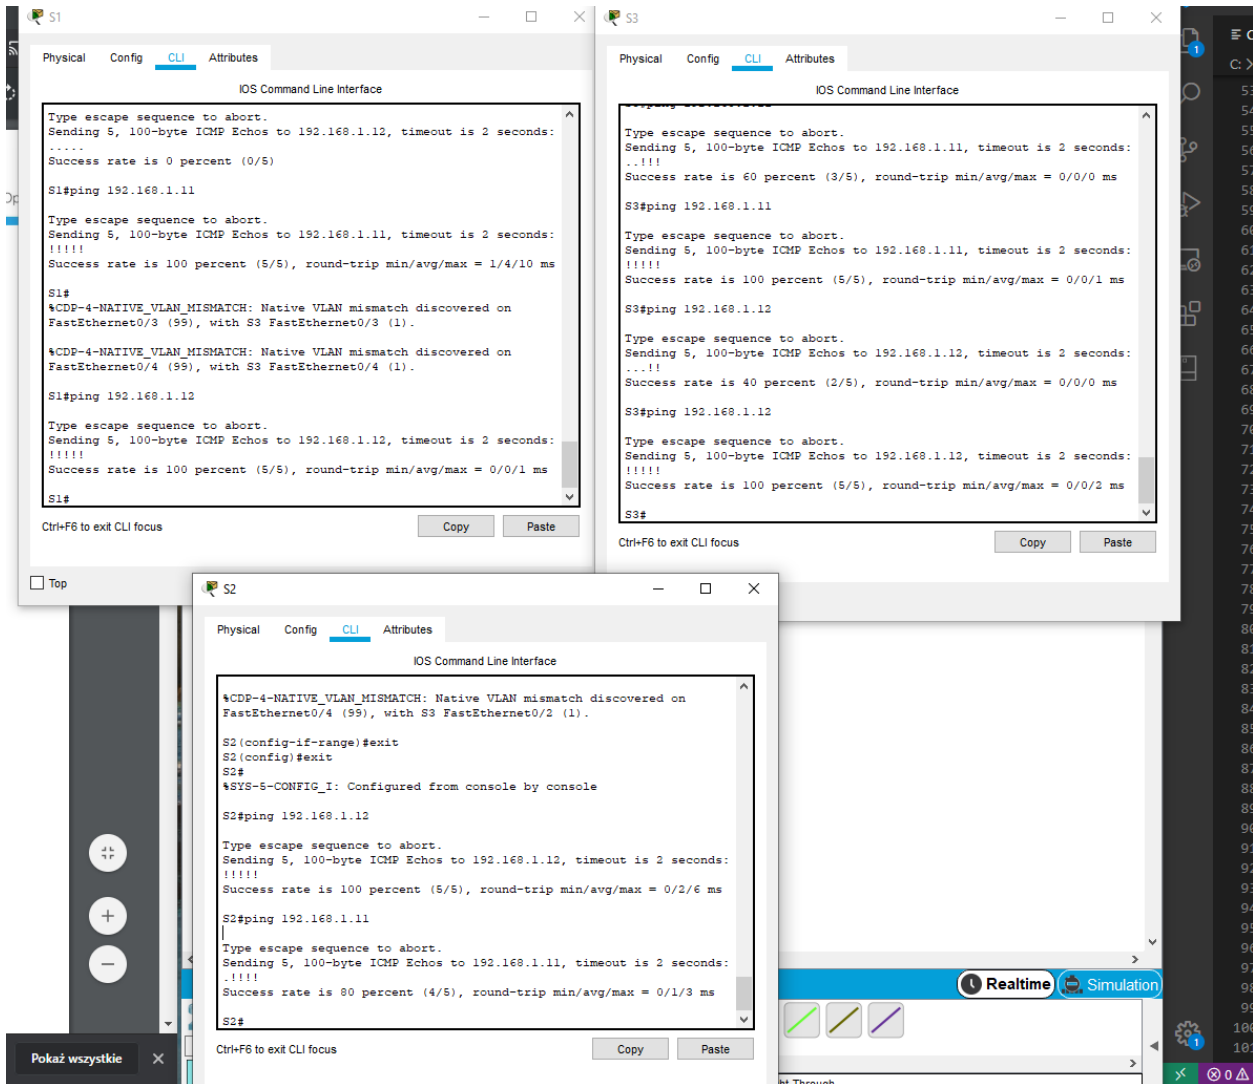 S1
Physical Config CLI Attributes
IOS Command Line Interface
Type escape sequence to abort.
Sending 5, 100-byte ICMP Echos to 192.168.1.12, timeout is 2 seconds:
.....
Success rate is 0 percent (0/5)
S1#ping 192.168.1.11
Type escape sequence to abort.
Sending 5, 100-byte ICMP Echos to 192.168.1.11, timeout is 2 seconds:
!!!!!
Success rate is 100 percent (5/5), round-trip min/avg/max = 1/4/10 ms
S1#
%CDP-4-NATIVE_VLAN_MISMATCH: Native VLAN mismatch discovered on
FastEthernet0/3 (99), with S3 FastEthernet0/3 (1).
%CDP-4-NATIVE_VLAN_MISMATCH: Native VLAN mismatch discovered on
FastEthernet0/4 (99), with S3 FastEthernet0/4 (1).
S1#ping 192.168.1.12
Type escape sequence to abort.
Sending 5, 100-byte ICMP Echos to 192.168.1.12, timeout is 2 seconds:
!!!!!
Success rate is 100 percent (5/5), round-trip min/avg/max = 0/0/1 ms
S1#
Ctrl+F6 to exit CLI focus
Copy Paste
Top
S3
Physical Config CLI Attributes
IOS Command Line Interface
Type escape sequence to abort.
Sending 5, 100-byte ICMP Echos to 192.168.1.11, timeout is 2 seconds:
..!!!
Success rate is 60 percent (3/5), round-trip min/avg/max = 0/0/0 ms
S3#ping 192.168.1.11
Type escape sequence to abort.
Sending 5, 100-byte ICMP Echos to 192.168.1.11, timeout is 2 seconds:
!!!!!
Success rate is 100 percent (5/5), round-trip min/avg/max = 0/0/1 ms
S3#ping 192.168.1.12
Type escape sequence to abort.
Sending 5, 100-byte ICMP Echos to 192.168.1.12, timeout is 2 seconds:
...!!
Success rate is 40 percent (2/5), round-trip min/avg/max = 0/0/0 ms
S3#ping 192.168.1.12
Type escape sequence to abort.
Sending 5, 100-byte ICMP Echos to 192.168.1.12, timeout is 2 seconds:
!!!!!
Success rate is 100 percent (5/5), round-trip min/avg/max = 0/0/2 ms
S3#
Ctrl+F6 to exit CLI focus
Copy Paste
S2
Physical Config CLI Attributes
IOS Command Line Interface
%CDP-4-NATIVE_VLAN_MISMATCH: Native VLAN mismatch discovered on
FastEthernet0/4 (99), with S3 FastEthernet0/2 (1).
S2(config-if-range)#exit
S2(config)#exit
S2#
%SYS-5-CONFIG_I: Configured from console by console
S2#ping 192.168.1.12
Type escape sequence to abort.
Sending 5, 100-byte ICMP Echos to 192.168.1.12, timeout is 2 seconds:
!!!!!
Success rate is 100 percent (5/5), round-trip min/avg/max = 0/2/6 ms
S2#ping 192.168.1.11
Type escape sequence to abort.
Sending 5, 100-byte ICMP Echos to 192.168.1.11, timeout is 2 seconds:
.!!!!
Success rate is 80 percent (4/5), round-trip min/avg/max = 0/1/3 ms
S2#
Ctrl+F6 to exit CLI focus
Copy Paste
Realtime Simulation
Pokaż wszystkie
C:
1
1
100
0